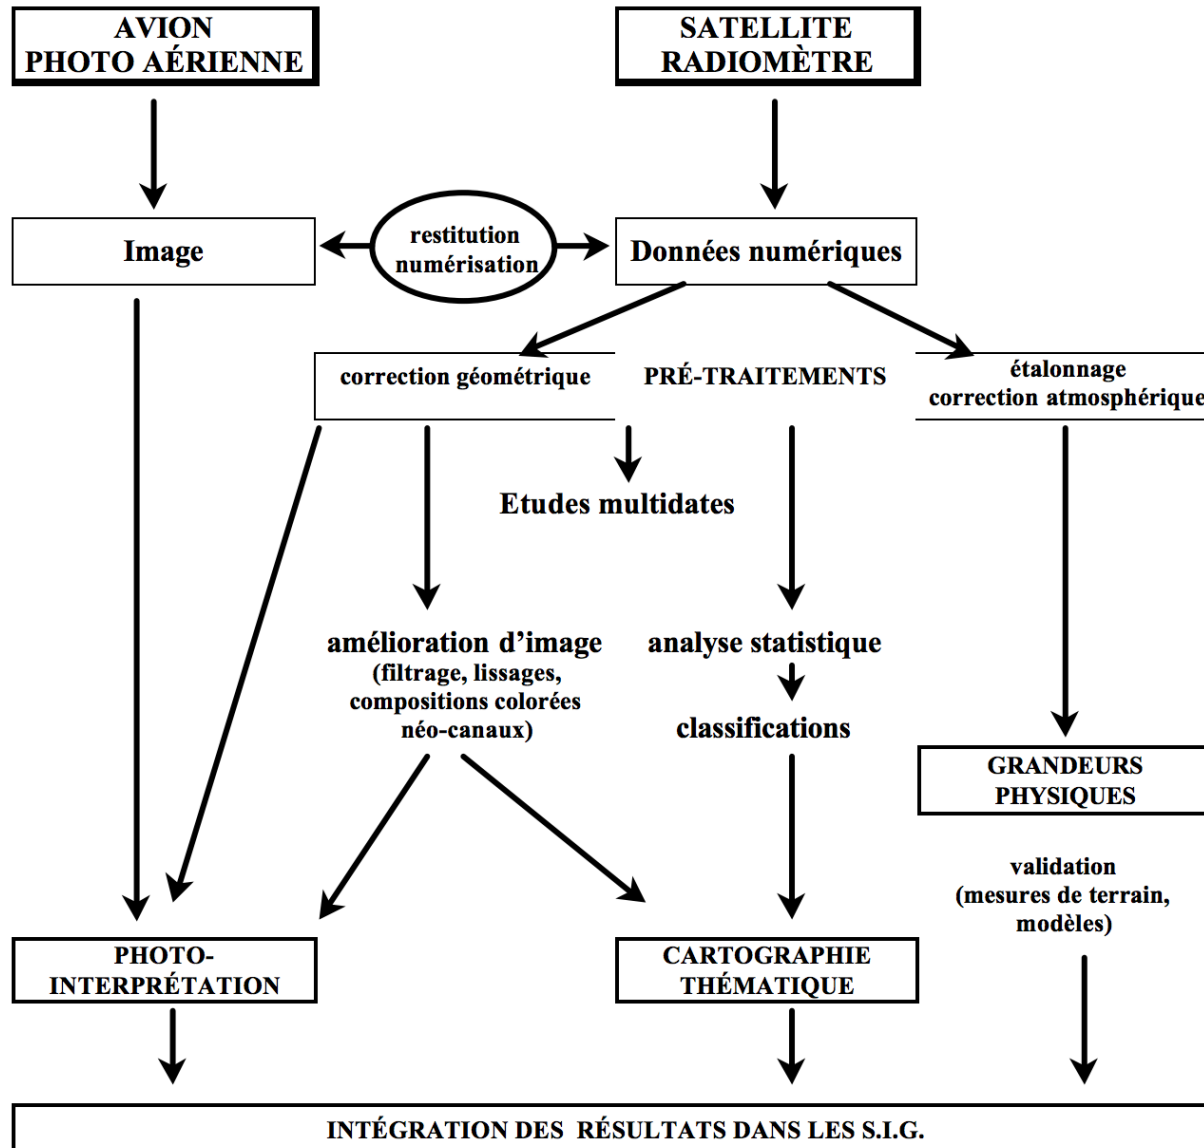 AVION
PHOTO AÉRIENNE
SATELLITE
RADIOMÈTRE
Image
restitution
numérisation
Données numériques
correction géométrique
PRÉ-TRAITEMENTS
étalonnage
correction atmosphérique
Etudes multidates
amélioration d’image
(filtrage, lissages,
compositions colorées
néo-canaux)
analyse statistique
classifications
GRANDEURS
PHYSIQUES
validation
(mesures de terrain,
modèles)
PHOTO-
INTERPRÉTATION
CARTOGRAPHIE
THÉMATIQUE
INTÉGRATION DES RÉSULTATS DANS LES S.I.G.